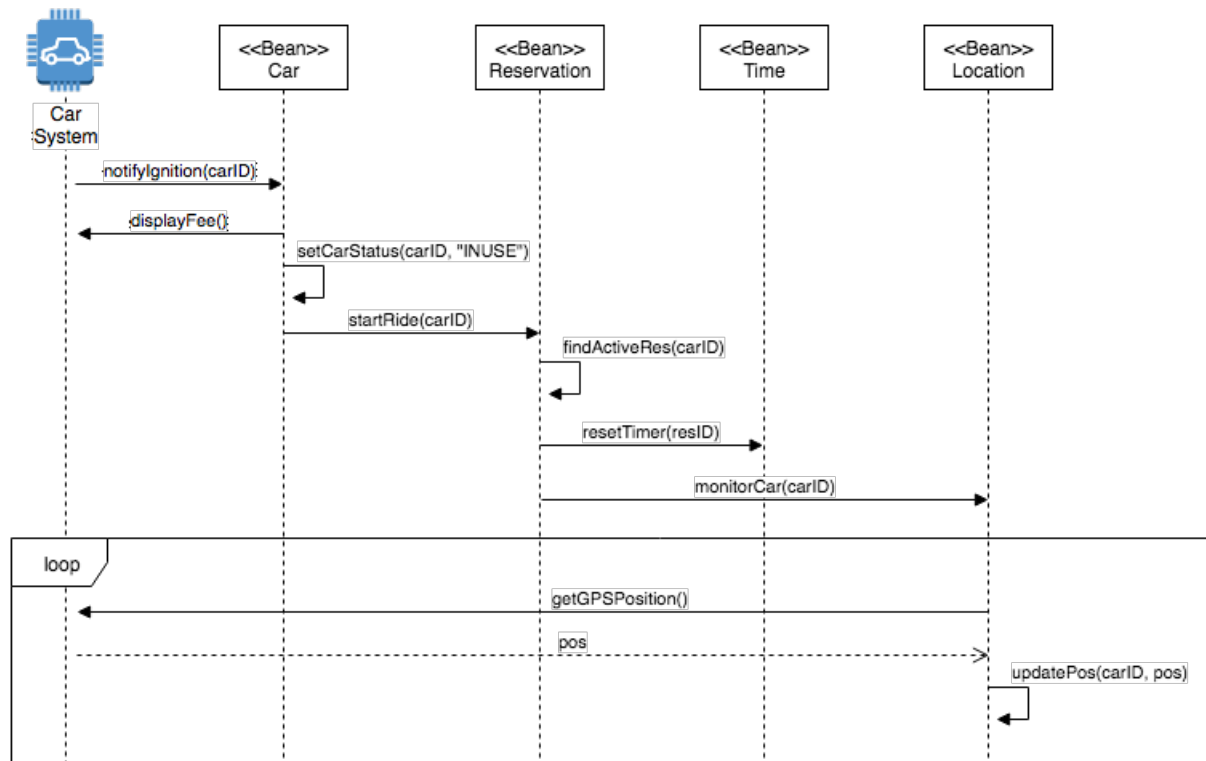 <<Bean>>
Car
<<Bean>>
Reservation
<<Bean>>
Time
<<Bean>>
Location
Car
System
notifyIgnition(carID)
displayFee()
setCarStatus(carID, "INUSE")
startRide(carID)
findActiveRes(carID)
resetTimer(resID)
monitorCar(carID)
loop
getGPSPosition()
pos
updatePos(carID, pos)